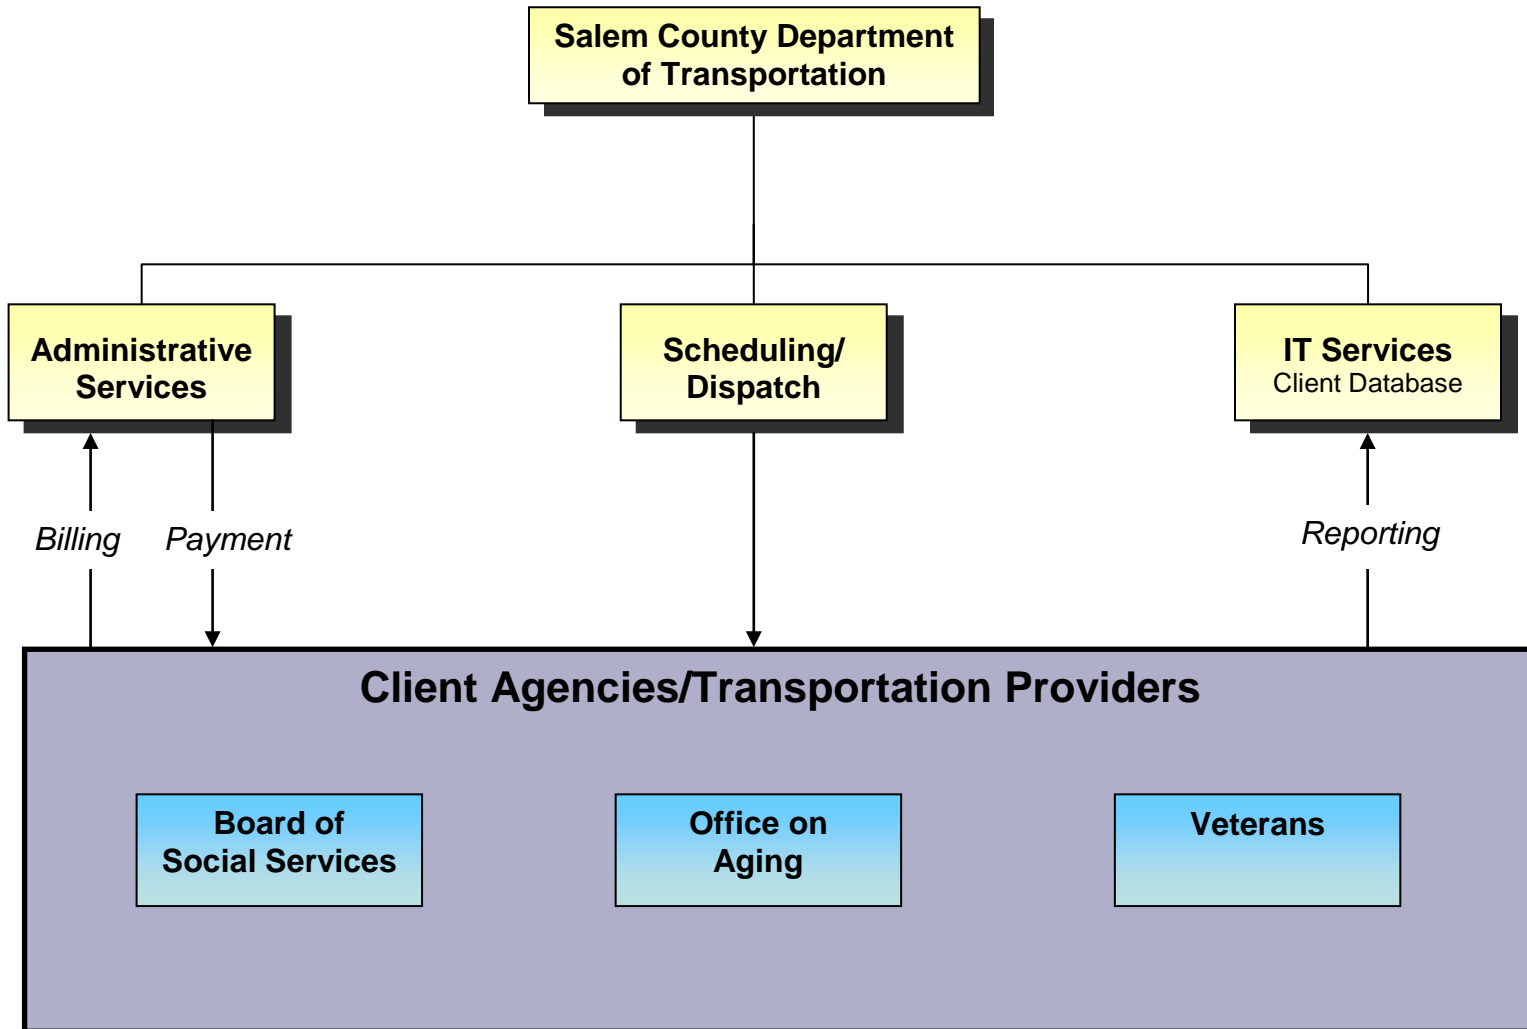 Salem County Department
of Transportation
Administrative
Services
Scheduling/
Dispatch
IT Services
Client Database
Billing
Payment
Reporting
Client Agencies/Transportation Providers
Board of
Social Services
Office on
Aging
Veterans